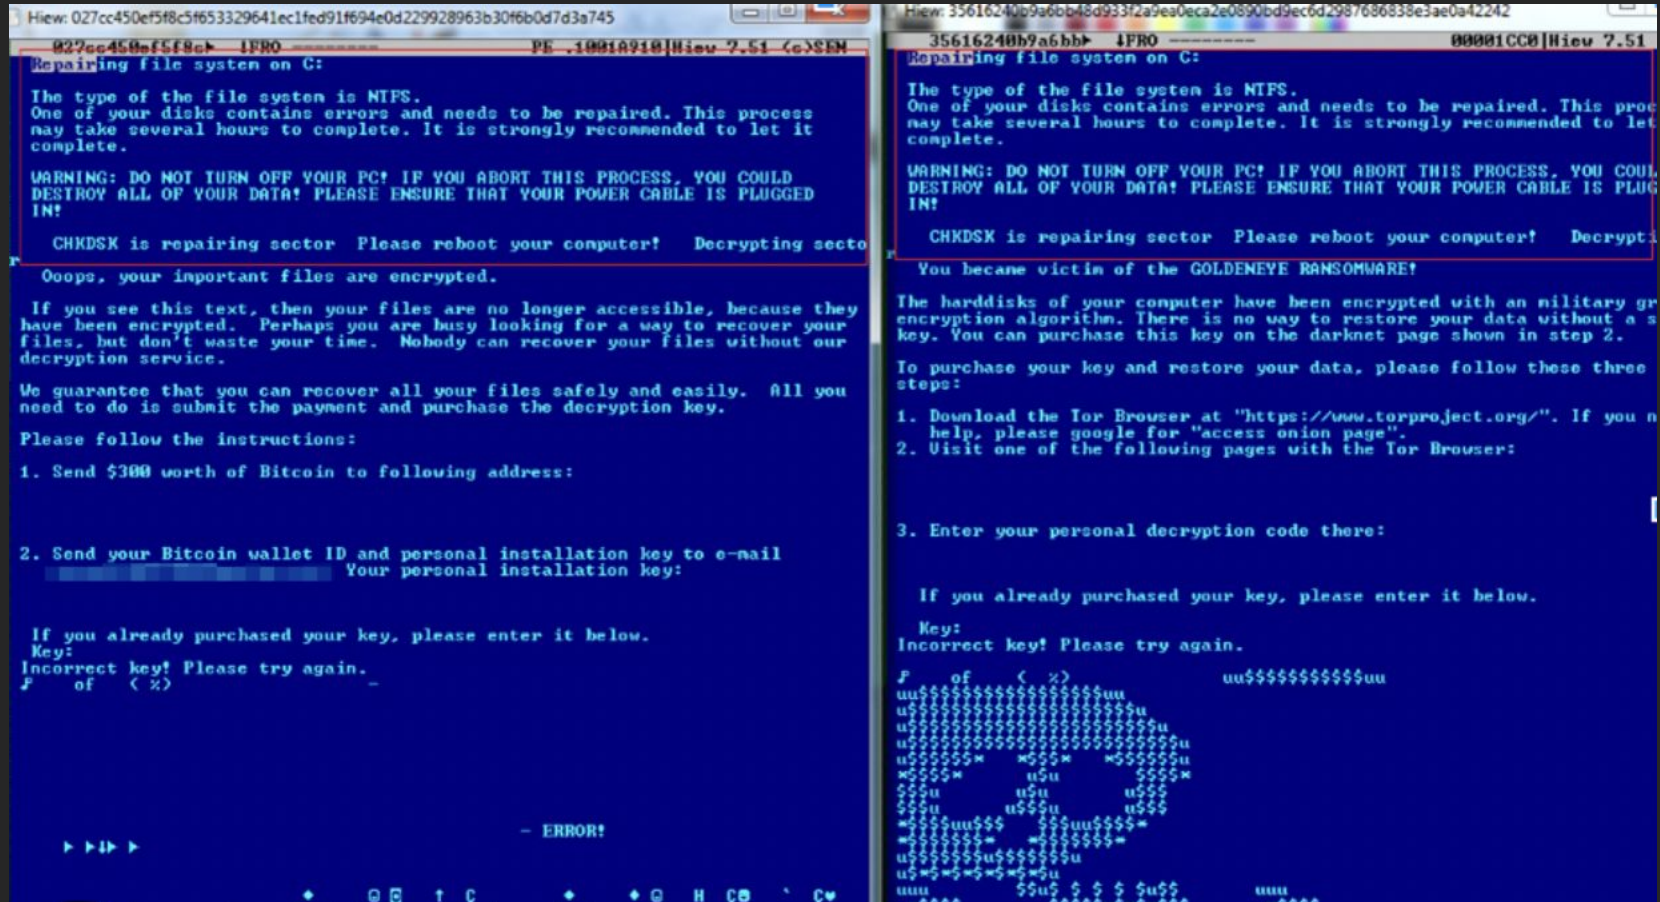 Hiew: 027cc450ef5f8c5f653329641ec1fed91f694e0d229928963b30f6b0d7d3a745
027cc450ef5f8c► ↓FRO -------- PE .1001A910|Hiew 7.51 (c)SEN
Repairing file system on C:
The type of the file system is NTFS.
One of your disks contains errors and needs to be repaired. This process
may take several hours to complete. It is strongly recommended to let it
complete.
WARNING: DO NOT TURN OFF YOUR PC! IF YOU ABORT THIS PROCESS, YOU COULD
DESTROY ALL OF YOUR DATA! PLEASE ENSURE THAT YOUR POWER CABLE IS PLUGGED
IN!
CHKDSK is repairing sector  Please reboot your computer!   Decrypting secto
r
Ooops, your important files are encrypted.
If you see this text, then your files are no longer accessible, because they
have been encrypted.  Perhaps you are busy looking for a way to recover your
files, but don't waste your time.  Nobody can recover your files without our
decryption service.
We guarantee that you can recover all your files safely and easily.  All you
need to do is submit the payment and purchase the decryption key.
Please follow the instructions:
1. Send $300 worth of Bitcoin to following address:
2. Send your Bitcoin wallet ID and personal installation key to e-mail
Your personal installation key:
If you already purchased your key, please enter it below.
Key:
Incorrect key! Please try again.
♪    of    ( %)    -
- ERROR!
► ►↓► ►
Hiew: 35616240b9a6bb48d933f2a9ea0eca2e0890bd9ec6d2987686838e3ae0a42242
35616240b9a6bb► ↓FRO -------- 00001CC0|Hiew 7.51
Repairing file system on C:
The type of the file system is NTFS.
One of your disks contains errors and needs to be repaired. This proc
may take several hours to complete. It is strongly recommended to let
complete.
WARNING: DO NOT TURN OFF YOUR PC! IF YOU ABORT THIS PROCESS, YOU COUL
DESTROY ALL OF YOUR DATA! PLEASE ENSURE THAT YOUR POWER CABLE IS PLUG
IN!
CHKDSK is repairing sector  Please reboot your computer!   Decrypti
r
You became victim of the GOLDENEYE RANSOMWARE!
The harddisks of your computer have been encrypted with an military gr
encryption algorithm. There is no way to restore your data without a s
key. You can purchase this key on the darknet page shown in step 2.
To purchase your key and restore your data, please follow these three
steps:
1. Download the Tor Browser at "https://www.torproject.org/". If you n
help, please google for "access onion page".
2. Visit one of the following pages with the Tor Browser:
3. Enter your personal decryption code there:
If you already purchased your key, please enter it below.
Key:
Incorrect key! Please try again.
♪    of    ( %)    uu$$$$$$$$$$$uu